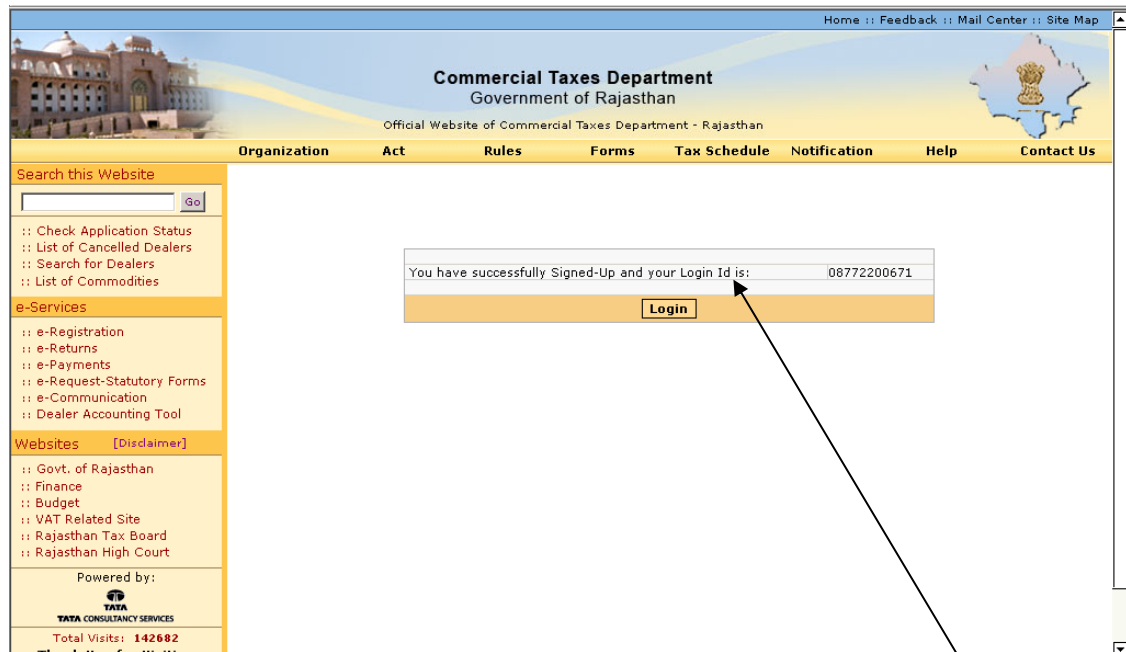 Home :: Feedback :: Mail Center :: Site Map
Commercial Taxes Department
Government of Rajasthan
Official Website of Commercial Taxes Department - Rajasthan
Organization Act Rules Forms Tax Schedule Notification Help Contact Us
Search this Website
Go
:: Check Application Status
:: List of Cancelled Dealers
:: Search for Dealers
:: List of Commodities
e-Services
:: e-Registration
:: e-Returns
:: e-Payments
:: e-Request-Statutory Forms
:: e-Communication
:: Dealer Accounting Tool
Websites [Disclaimer]
:: Govt. of Rajasthan
:: Finance
:: Budget
:: VAT Related Site
:: Rajasthan Tax Board
:: Rajasthan High Court
Powered by:
TATA
TATA CONSULTANCY SERVICES
Total Visits: 142682
You have successfully Signed-Up and your Login Id is: 08772200671
Login